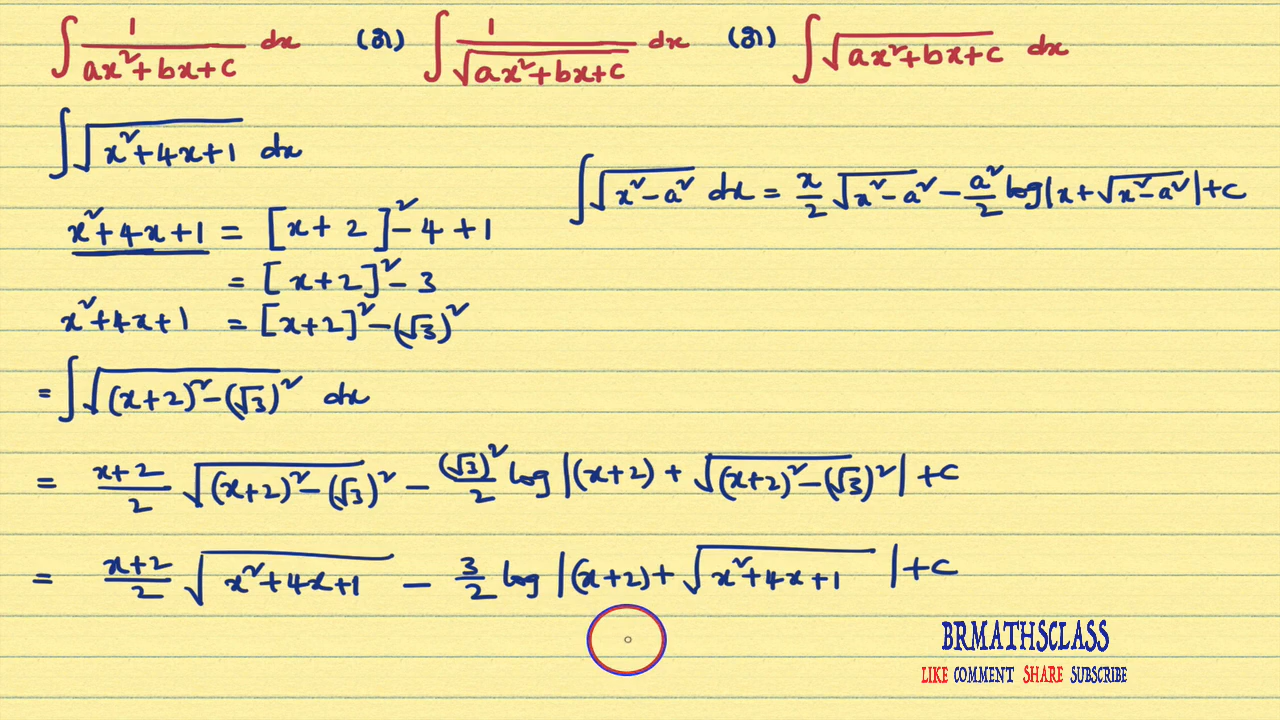 ∫ 1/(ax²+bx+c) dx   ∫ 1/√(ax²+bx+c) dx   ∫ √(ax²+bx+c) dx
∫ √(x²+4x+1) dx
∫ √(x²-a²) dx = x/2 √(x²-a²) - a²/2 log|x+√(x²-a²)|+c
x²+4x+1 = [x+2]²-4+1
= [x+2]²-3
x²+4x+1 = [x+2]²-(√3)²
= ∫ √((x+2)²-(√3)²) dx
= (x+2)/2 √((x+2)²-(√3)²) - (√3)²/2 log|(x+2)+√((x+2)²-(√3)²)|+c
= (x+2)/2 √(x²+4x+1) - 3/2 log|(x+2)+√(x²+4x+1)|+c
BRMATHSCLASS
LIKE COMMENT SHARE SUBSCRIBE